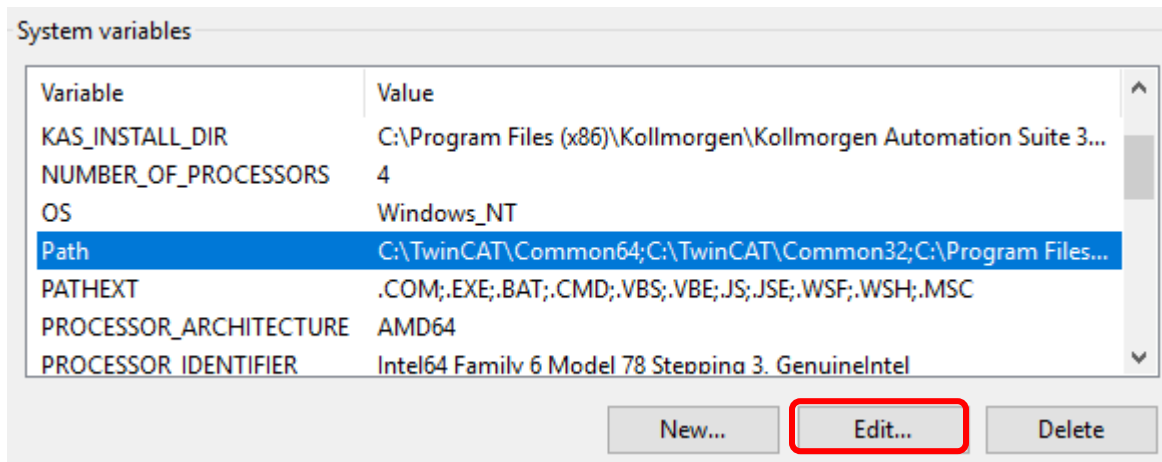 System variables
Variable Value
KAS_INSTALL_DIR C:\Program Files (x86)\Kollmorgen\Kollmorgen Automation Suite 3...
NUMBER_OF_PROCESSORS 4
OS Windows_NT
Path C:\TwinCAT\Common64;C:\TwinCAT\Common32;C:\Program Files...
PATHEXT .COM;.EXE;.BAT;.CMD;.VBS;.VBE;.JS;.JSE;.WSF;.WSH;.MSC
PROCESSOR_ARCHITECTURE AMD64
PROCESSOR_IDENTIFIER Intel64 Family 6 Model 78 Stepping 3, GenuineIntel
New... Edit... Delete